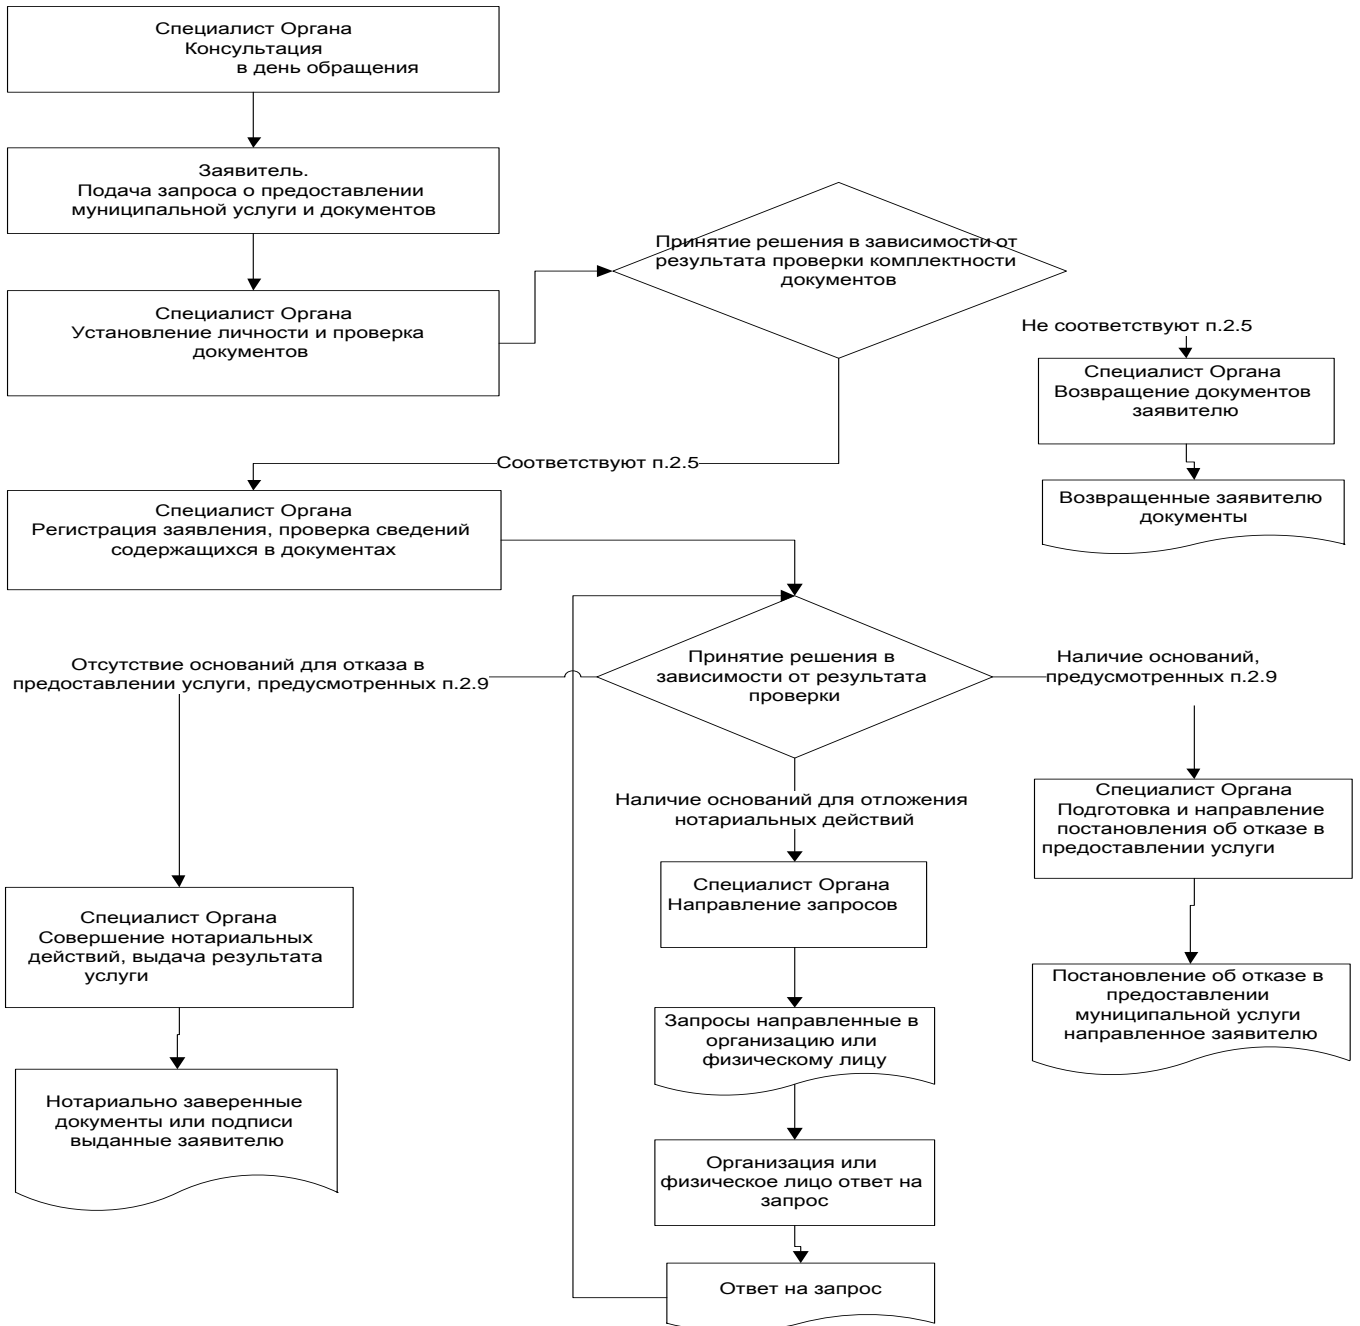 Специалист Органа
Консультация
в день обращения
Заявитель.
Подача запроса о предоставлении
муниципальной услуги и документов
Специалист Органа
Установление личности и проверка
документов
Принятие решения в зависимости от
результата проверки комплектности
документов
Не соответствуют п.2.5
Специалист Органа
Возвращение документов
заявителю
Возвращенные заявителю
документы
Соответствуют п.2.5
Специалист Органа
Регистрация заявления, проверка сведений
содержащихся в документах
Принятие решения в
зависимости от результата
проверки
Отсутствие оснований для отказа в
предоставлении услуги, предусмотренных п.2.9
Наличие оснований,
предусмотренных п.2.9
Наличие оснований для отложения
нотариальных действий
Специалист Органа
Подготовка и направление
постановления об отказе в
предоставлении услуги
Специалист Органа
Направление запросов
Специалист Органа
Совершение нотариальных
действий, выдача результата
услуги
Постановление об отказе в
предоставлении
муниципальной услуги
направленное заявителю
Запросы направленные в
организацию или
физическому лицу
Нотариально заверенные
документы или подписи
выданные заявителю
Организация или
физическое лицо ответ на
запрос
Ответ на запрос